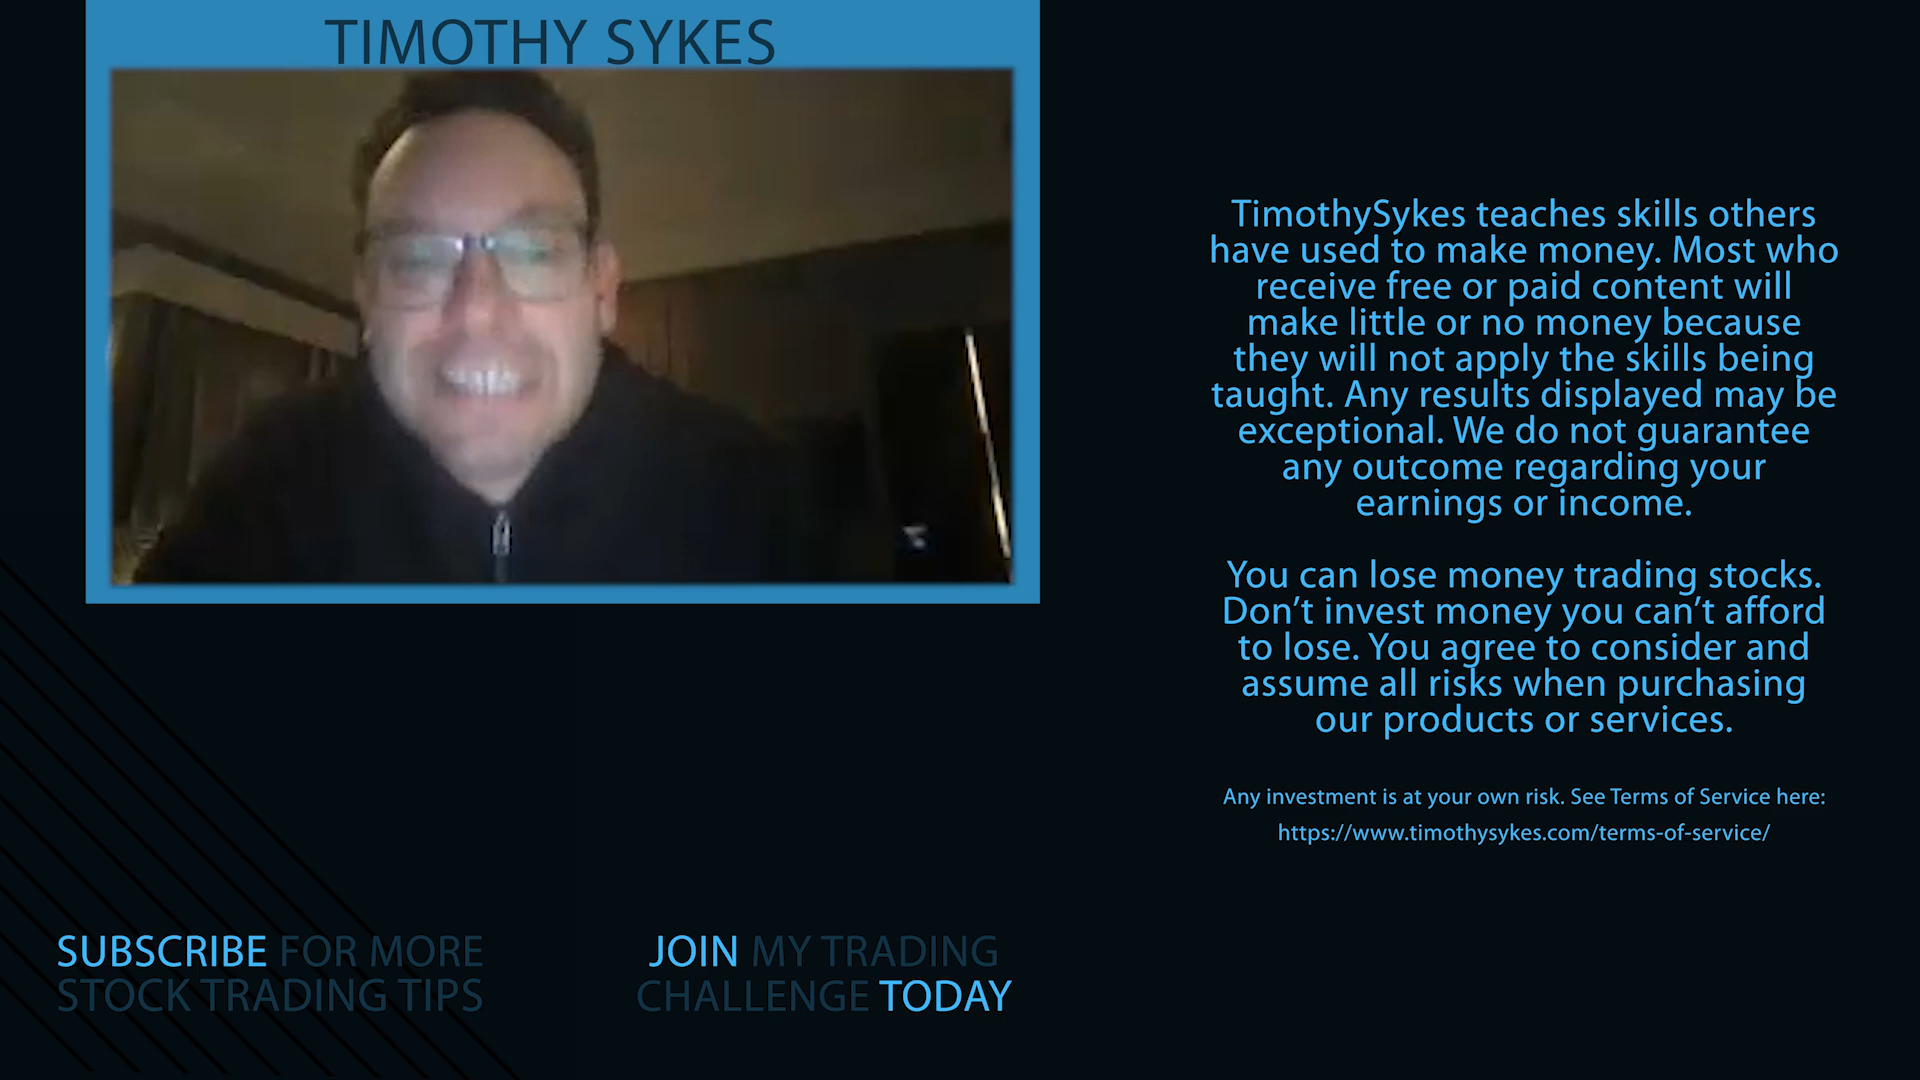 TIMOTHY SYKES
TimothySykes teaches skills others
have used to make money. Most who
receive free or paid content will
make little or no money because
they will not apply the skills being
taught. Any results displayed may be
exceptional. We do not guarantee
any outcome regarding your
earnings or income.
You can lose money trading stocks.
Don’t invest money you can’t afford
to lose. You agree to consider and
assume all risks when purchasing
our products or services.
Any investment is at your own risk. See Terms of Service here:
https://www.timothysykes.com/terms-of-service/
SUBSCRIBE FOR MORE
STOCK TRADING TIPS
JOIN MY TRADING
CHALLENGE TODAY